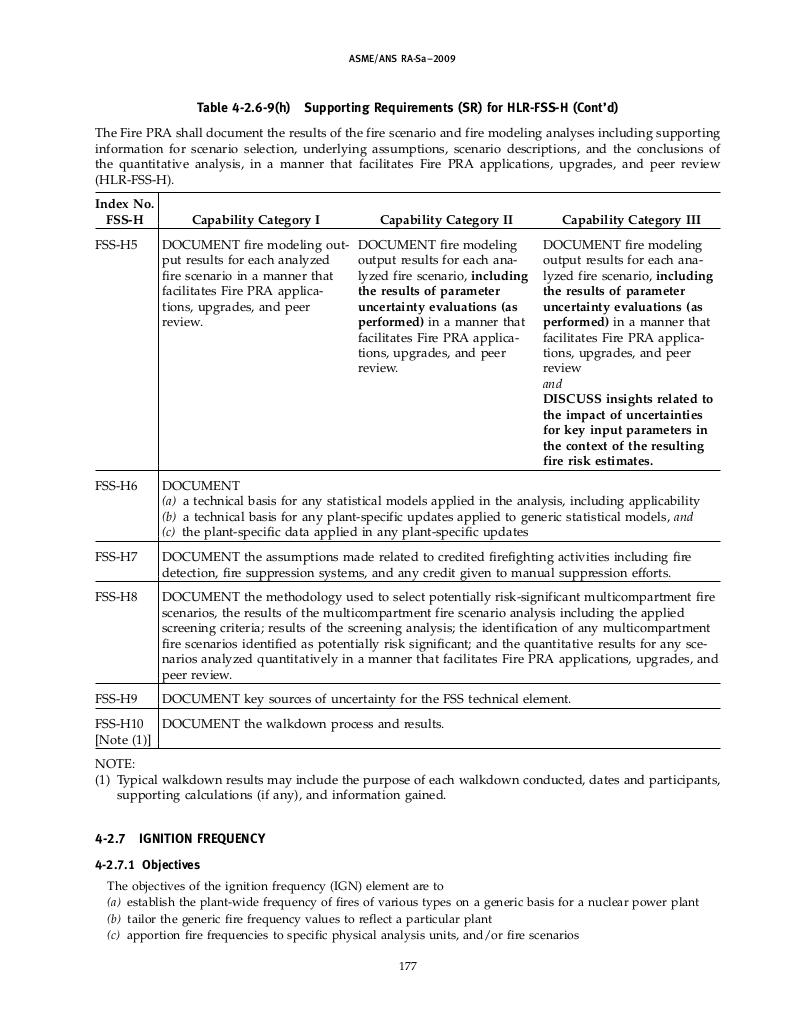 ASME/ANS RA-Sa–2009
Table 4-2.6-9(h) Supporting Requirements (SR) for HLR-FSS-H (Cont’d)
The Fire PRA shall document the results of the fire scenario and fire modeling analyses including supporting
information for scenario selection, underlying assumptions, scenario descriptions, and the conclusions of
the quantitative analysis, in a manner that facilitates Fire PRA applications, upgrades, and peer review
(HLR-FSS-H).
Index No.
FSS-H
Capability Category I
Capability Category II
Capability Category III
FSS-H5
DOCUMENT fire modeling out-
put results for each analyzed
fire scenario in a manner that
facilitates Fire PRA applica-
tions, upgrades, and peer
review.
DOCUMENT fire modeling
output results for each ana-
lyzed fire scenario, including
the results of parameter
uncertainty evaluations (as
performed) in a manner that
facilitates Fire PRA applica-
tions, upgrades, and peer
review.
DOCUMENT fire modeling
output results for each ana-
lyzed fire scenario, including
the results of parameter
uncertainty evaluations (as
performed) in a manner that
facilitates Fire PRA applica-
tions, upgrades, and peer
review
and
DISCUSS insights related to
the impact of uncertainties
for key input parameters in
the context of the resulting
fire risk estimates.
FSS-H6
DOCUMENT
(a) a technical basis for any statistical models applied in the analysis, including applicability
(b) a technical basis for any plant-specific updates applied to generic statistical models, and
(c) the plant-specific data applied in any plant-specific updates
FSS-H7
DOCUMENT the assumptions made related to credited firefighting activities including fire
detection, fire suppression systems, and any credit given to manual suppression efforts.
FSS-H8
DOCUMENT the methodology used to select potentially risk-significant multicompartment fire
scenarios, the results of the multicompartment fire scenario analysis including the applied
screening criteria; results of the screening analysis; the identification of any multicompartment
fire scenarios identified as potentially risk significant; and the quantitative results for any sce-
narios analyzed quantitatively in a manner that facilitates Fire PRA applications, upgrades, and
peer review.
FSS-H9
DOCUMENT key sources of uncertainty for the FSS technical element.
FSS-H10
[Note (1)]
DOCUMENT the walkdown process and results.
NOTE:
(1) Typical walkdown results may include the purpose of each walkdown conducted, dates and participants,
supporting calculations (if any), and information gained.
4-2.7 IGNITION FREQUENCY
4-2.7.1 Objectives
The objectives of the ignition frequency (IGN) element are to
(a) establish the plant-wide frequency of fires of various types on a generic basis for a nuclear power plant
(b) tailor the generic fire frequency values to reflect a particular plant
(c) apportion fire frequencies to specific physical analysis units, and/or fire scenarios
177